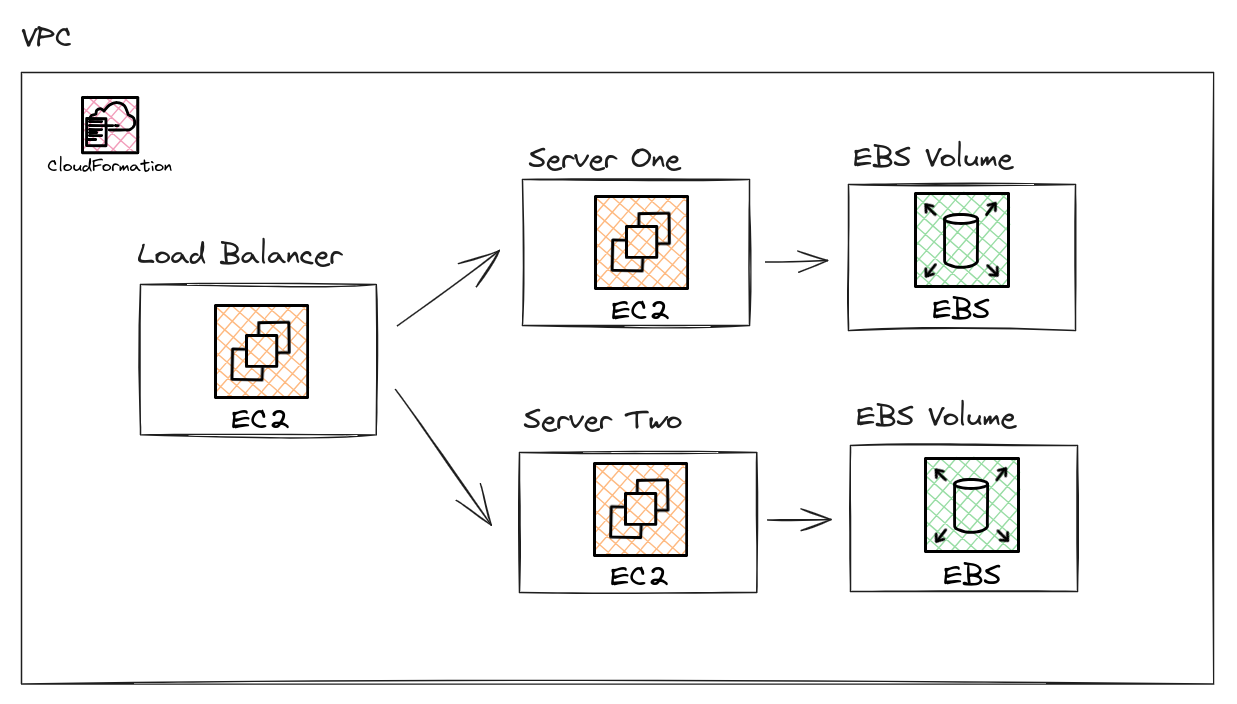 VPC
CloudFormation
Load Balancer
EC2
Server One
EC2
EBS Volume
EBS
Server Two
EC2
EBS Volume
EBS